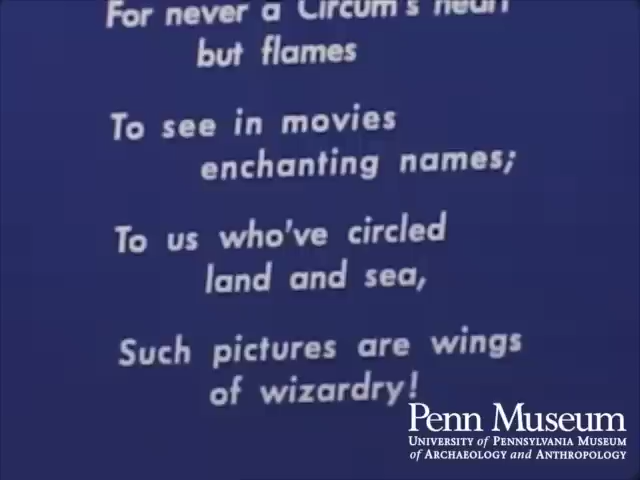 For never a Circum's heart
but flames
To see in movies
enchanting names;
To us who've circled
land and sea,
Such pictures are wings
of wizardry!
Penn Museum
UNIVERSITY of PENNSYLVANIA MUSEUM
of ARCHAEOLOGY and ANTHROPOLOGY